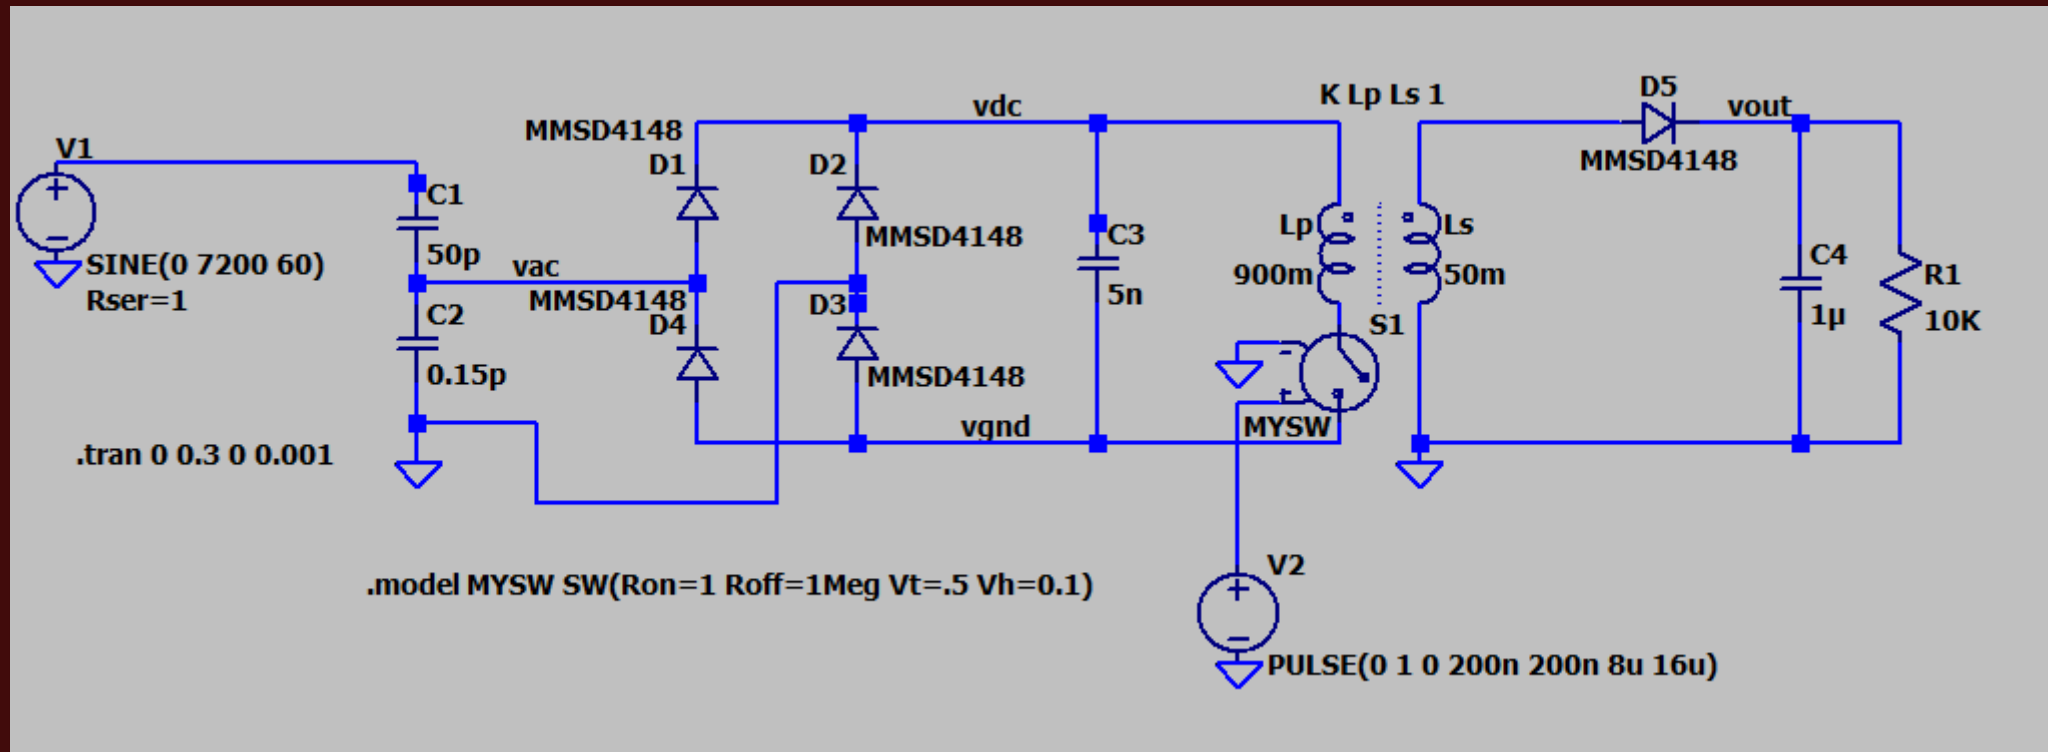 V1
SINE(0 7200 60)
Rser=1
C1
50p
vac
C2
0.15p
.tran 0 0.3 0 0.001
MMSD4148
D1
D2
MMSD4148
MMSD4148
D4
D3
MMSD4148
vdc
vgnd
C3
5n
K Lp Ls 1
Lp
900m
Ls
50m
S1
MYSW
D5
MMSD4148
vout
C4
1µ
R1
10K
.model MYSW SW(Ron=1 Roff=1Meg Vt=.5 Vh=0.1)
V2
PULSE(0 1 0 200n 200n 8u 16u)